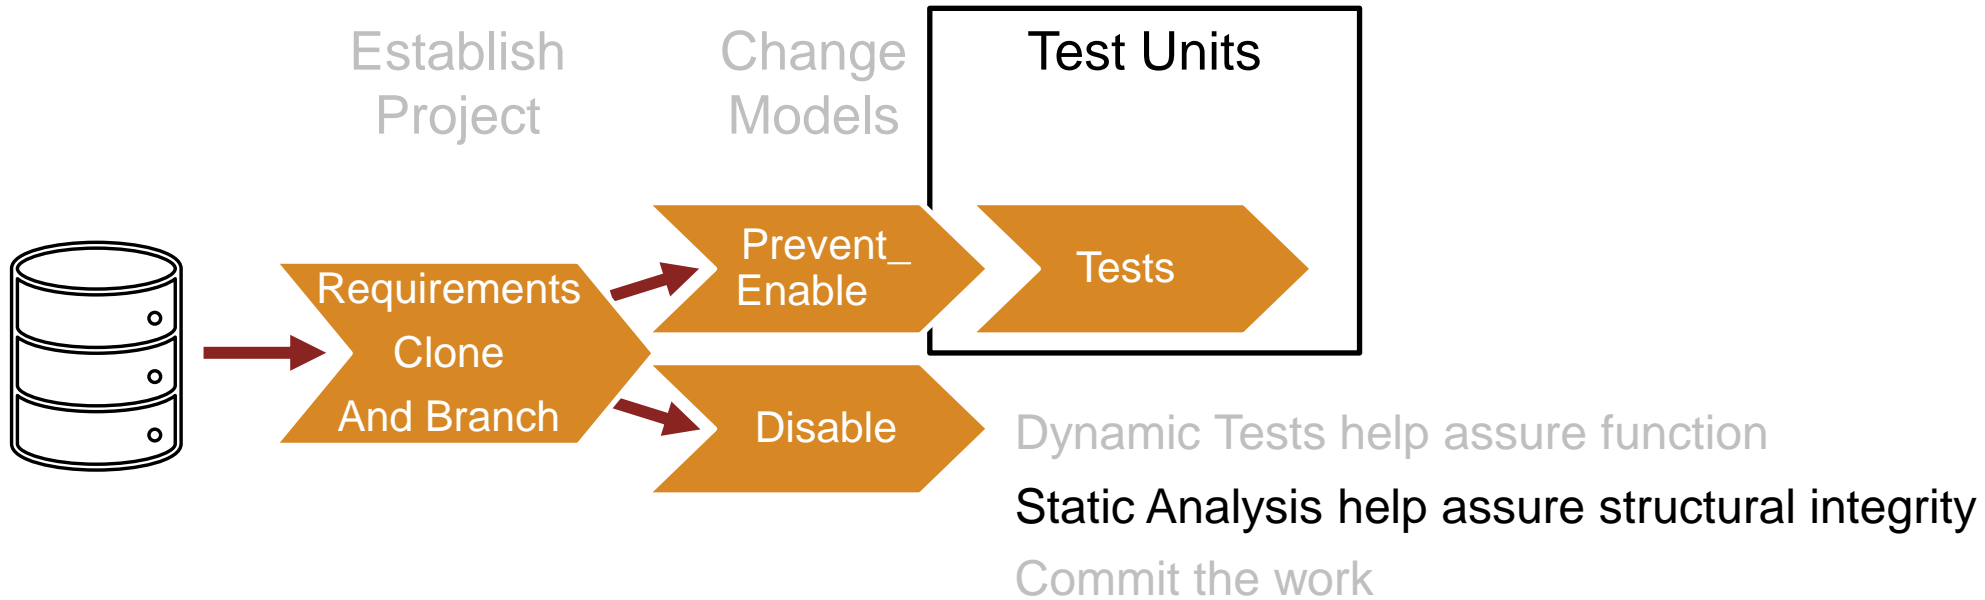 Establish
Project
Change
Models
Test Units
Requirements
Clone
And Branch
Prevent_
Enable
Tests
Disable
Dynamic Tests help assure function
Static Analysis help assure structural integrity
Commit the work